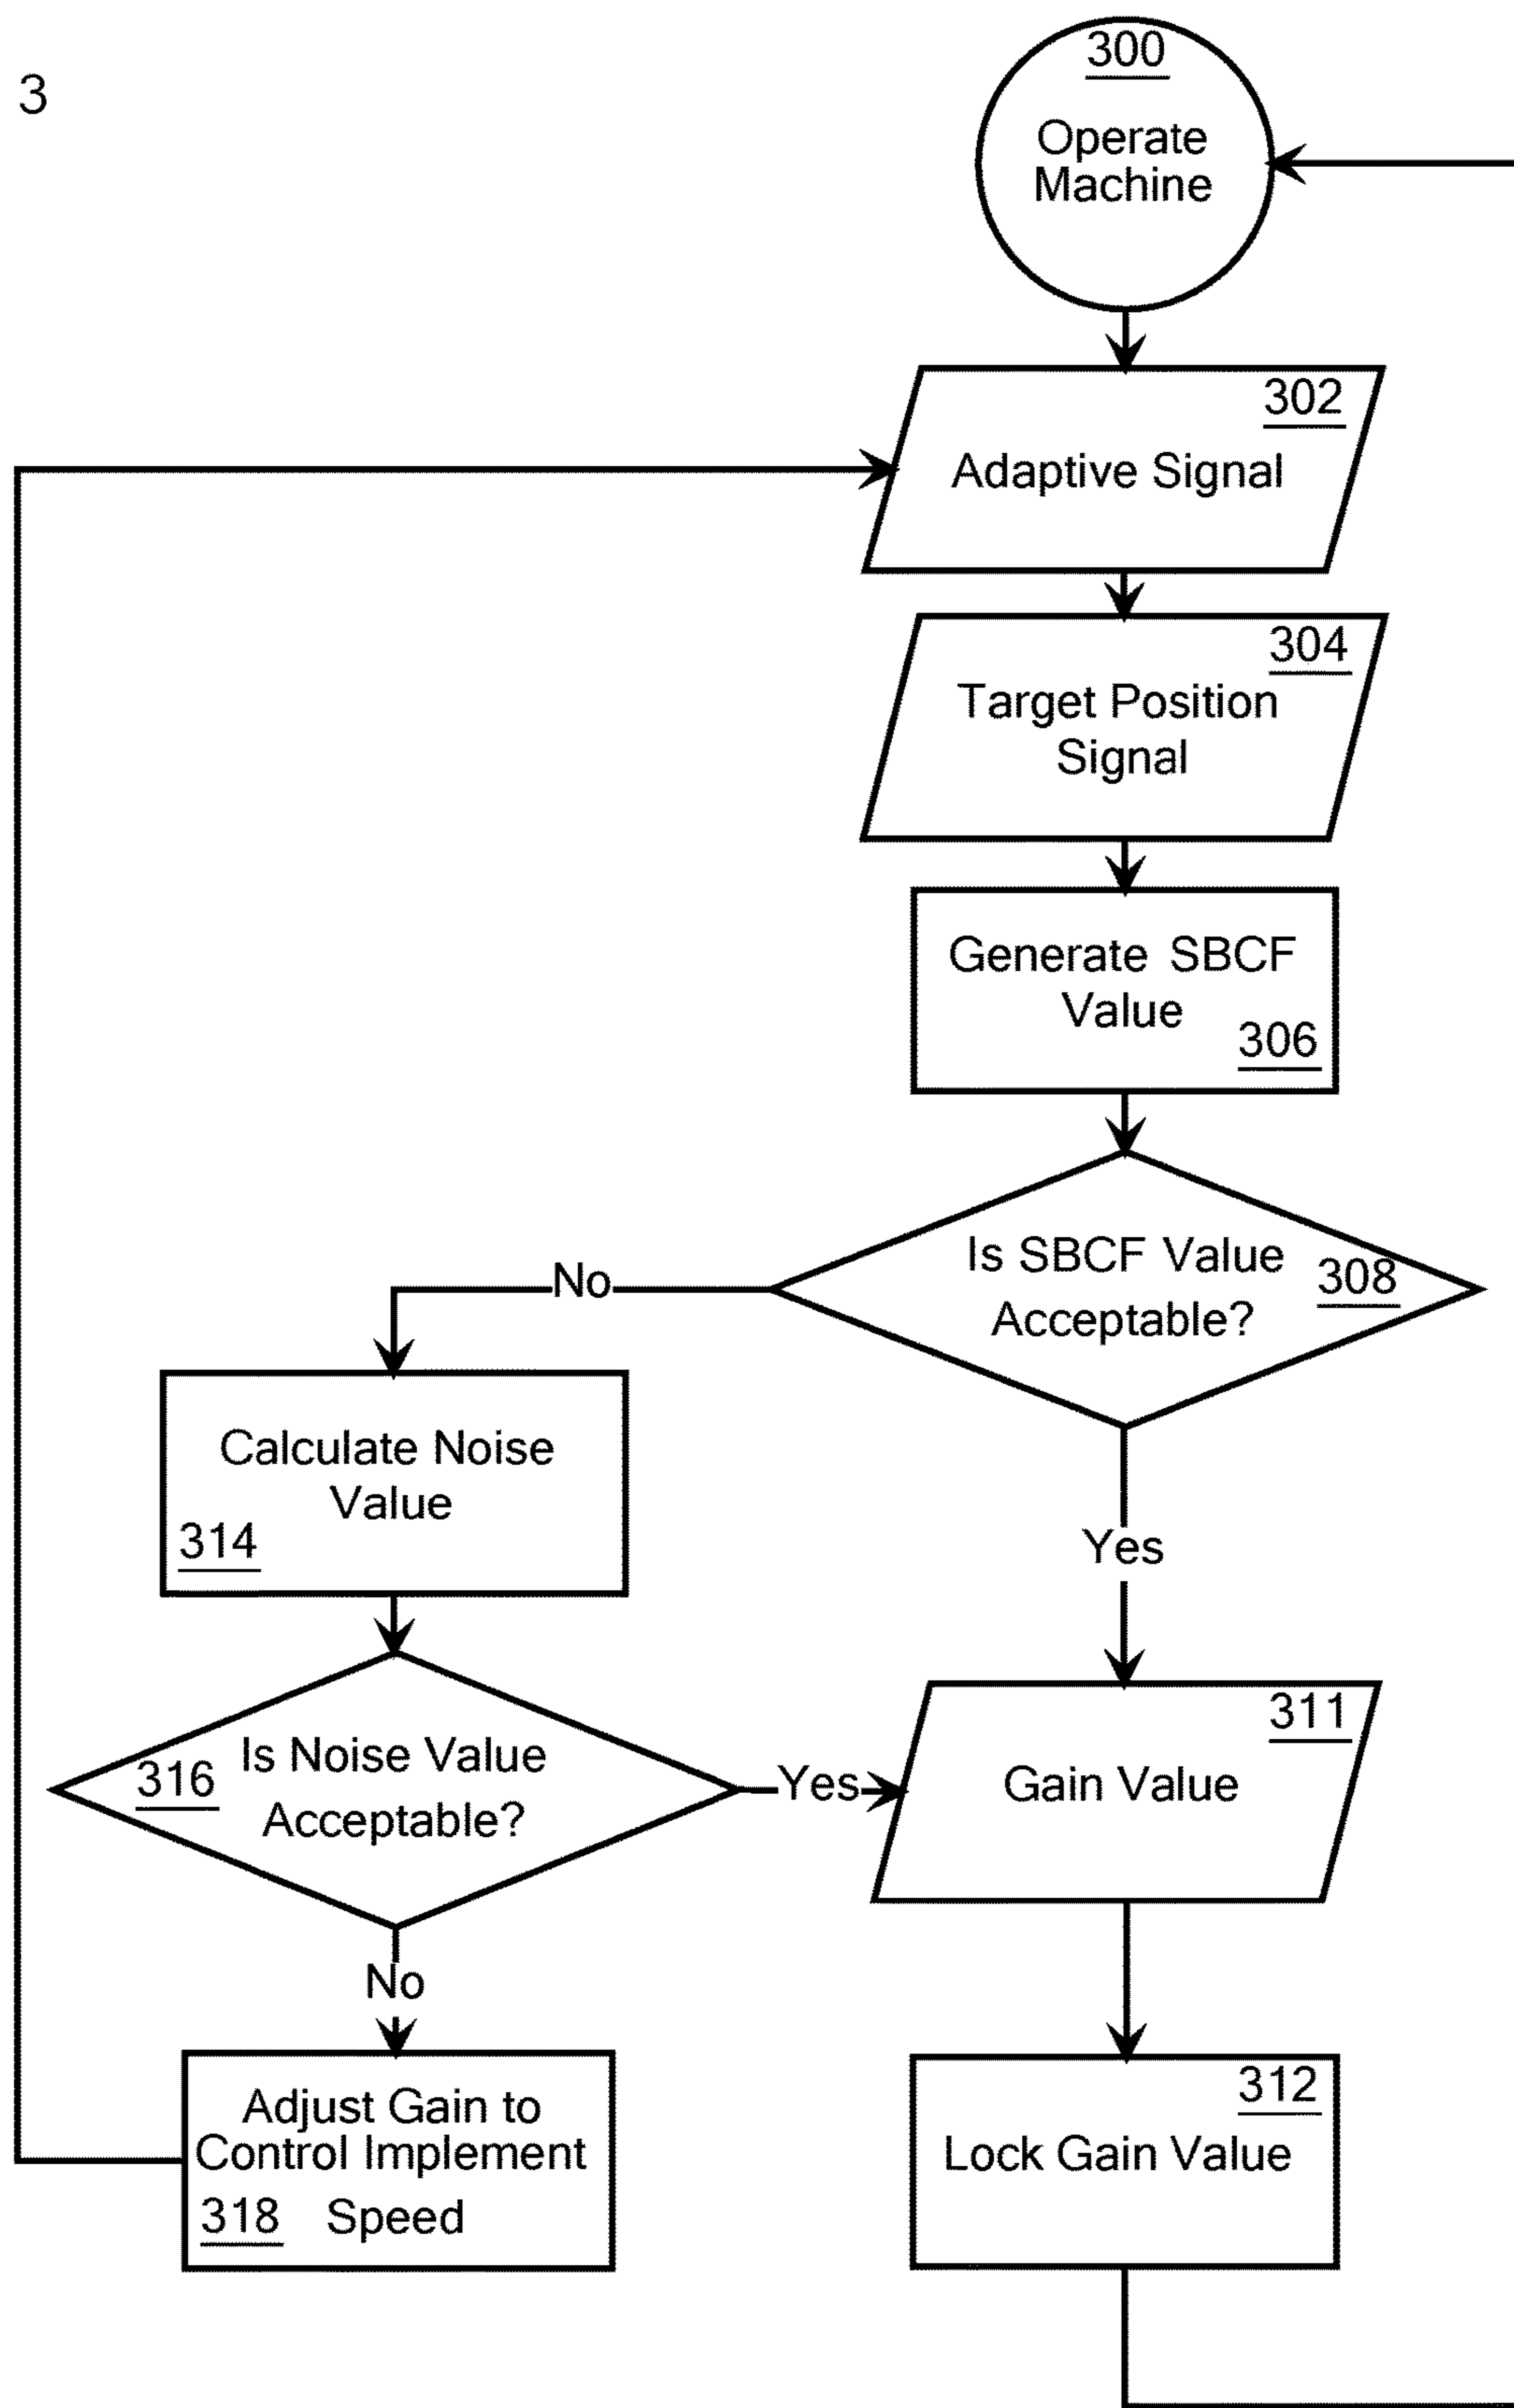 3
300
Operate
Machine
302
Adaptive Signal
304
Target Position
Signal
Generate SBCF
Value
306
Is SBCF Value
Acceptable?
308
No
Calculate Noise
Value
314
Yes
316
Is Noise Value
Acceptable?
Yes
311
Gain Value
No
Adjust Gain to
Control Implement
318 Speed
312
Lock Gain Value